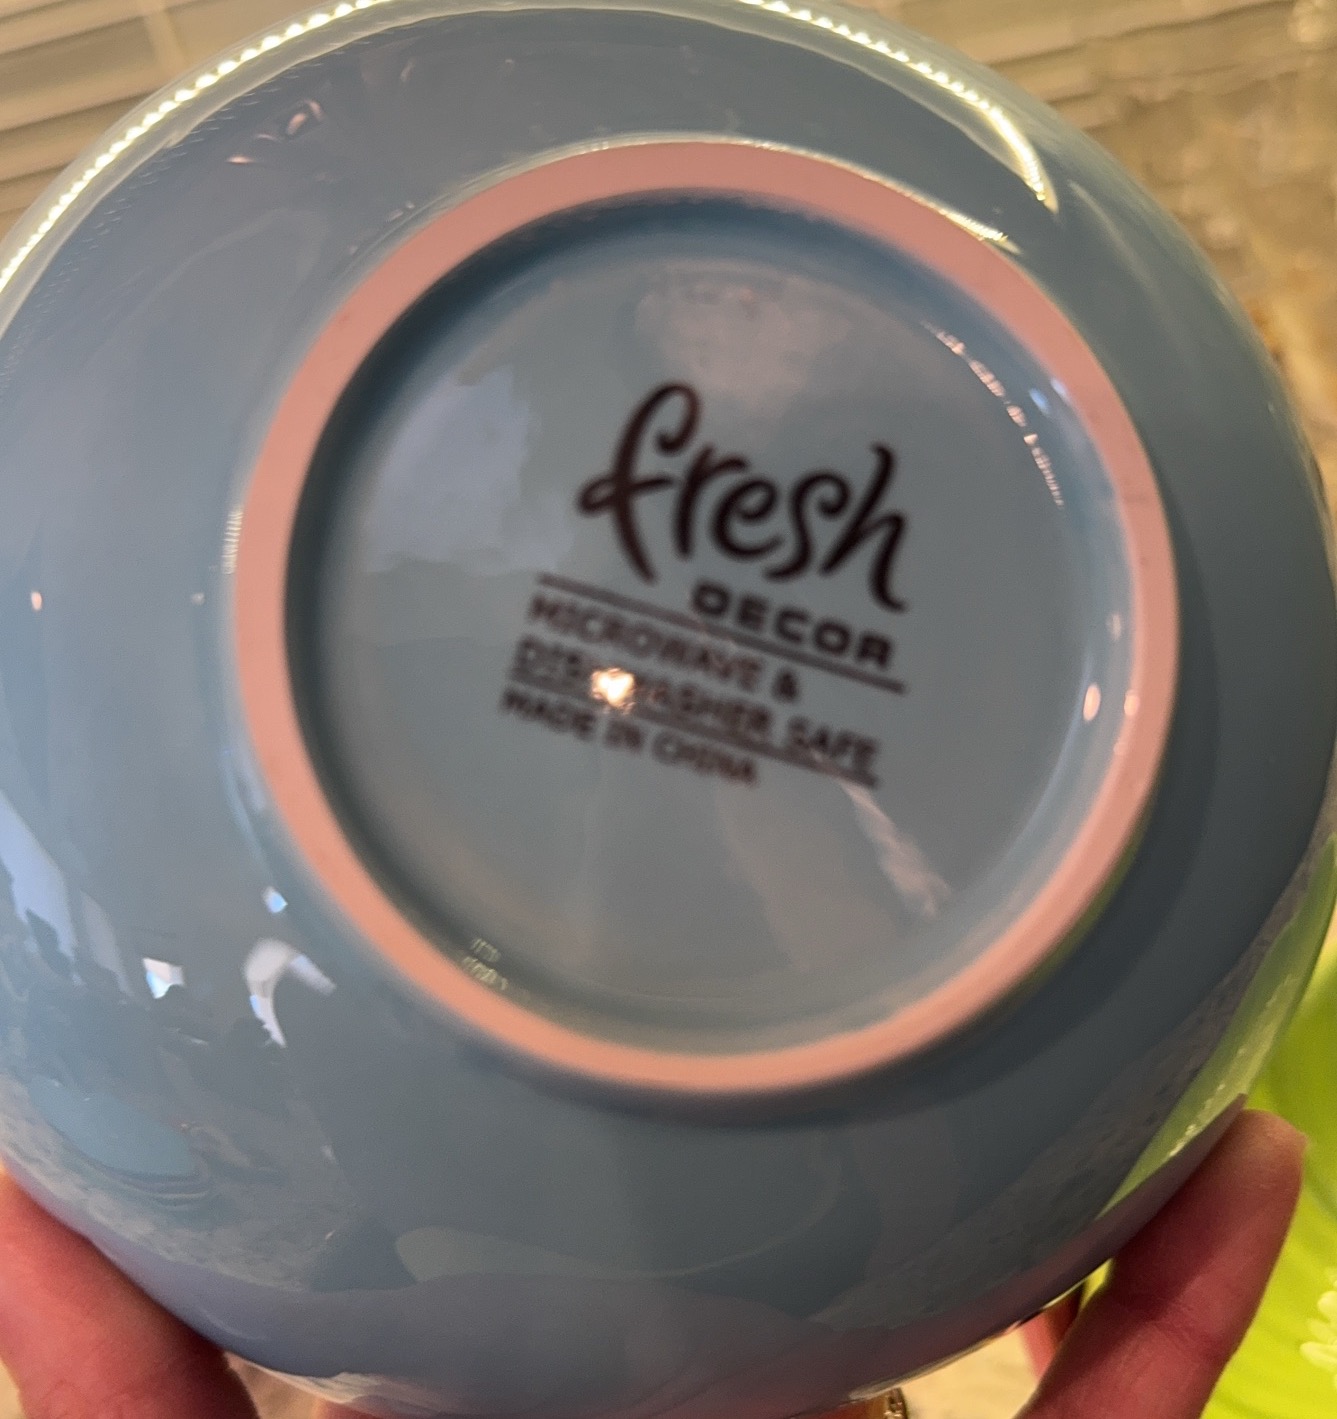 fresh
DECOR
MICROWAVE &
DISHWASHER SAFE
MADE IN CHINA